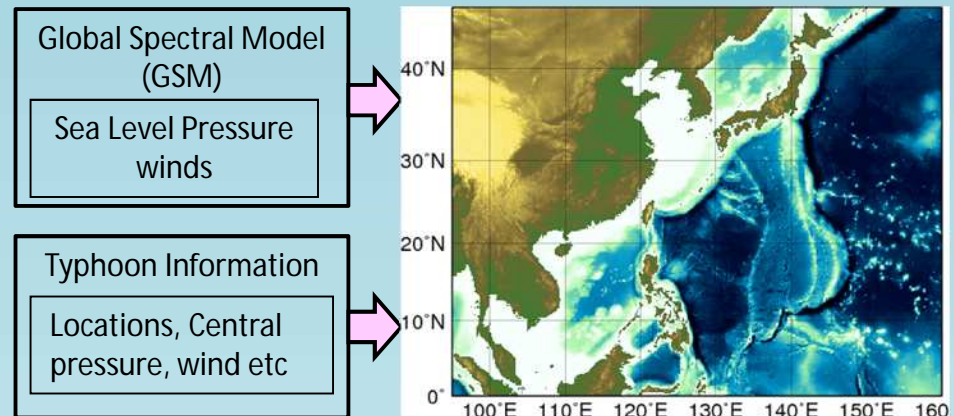 Global Spectral Model
(GSM)
Sea Level Pressure
winds
Typhoon Information
Locations, Central
pressure, wind etc
40°N
30°N
20°N
10°N
0°
100°E 110°E 120°E 130°E 140°E 150°E 160